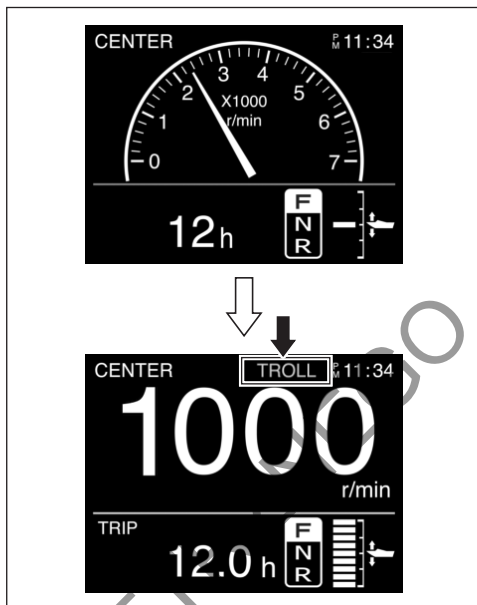 CENTER PM 11:34
3 4
2 5
X1000
1 r/min 6
0 7
12h
F
N
R
CENTER TROLL PM 11:34
1000
r/min
TRIP
12.0 h
F
N
R